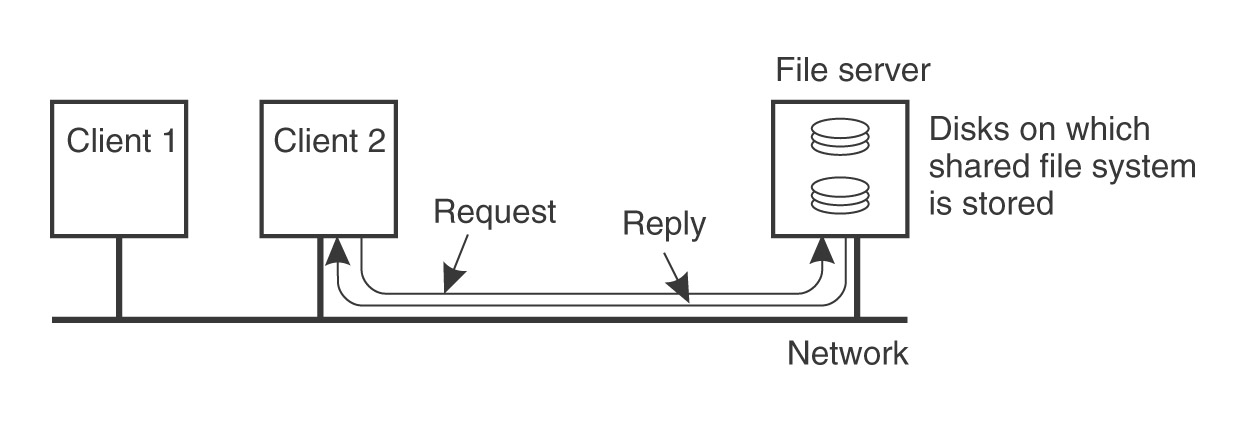 File server
Client 1
Client 2
Disks on which
shared file system
is stored
Request
Reply
Network